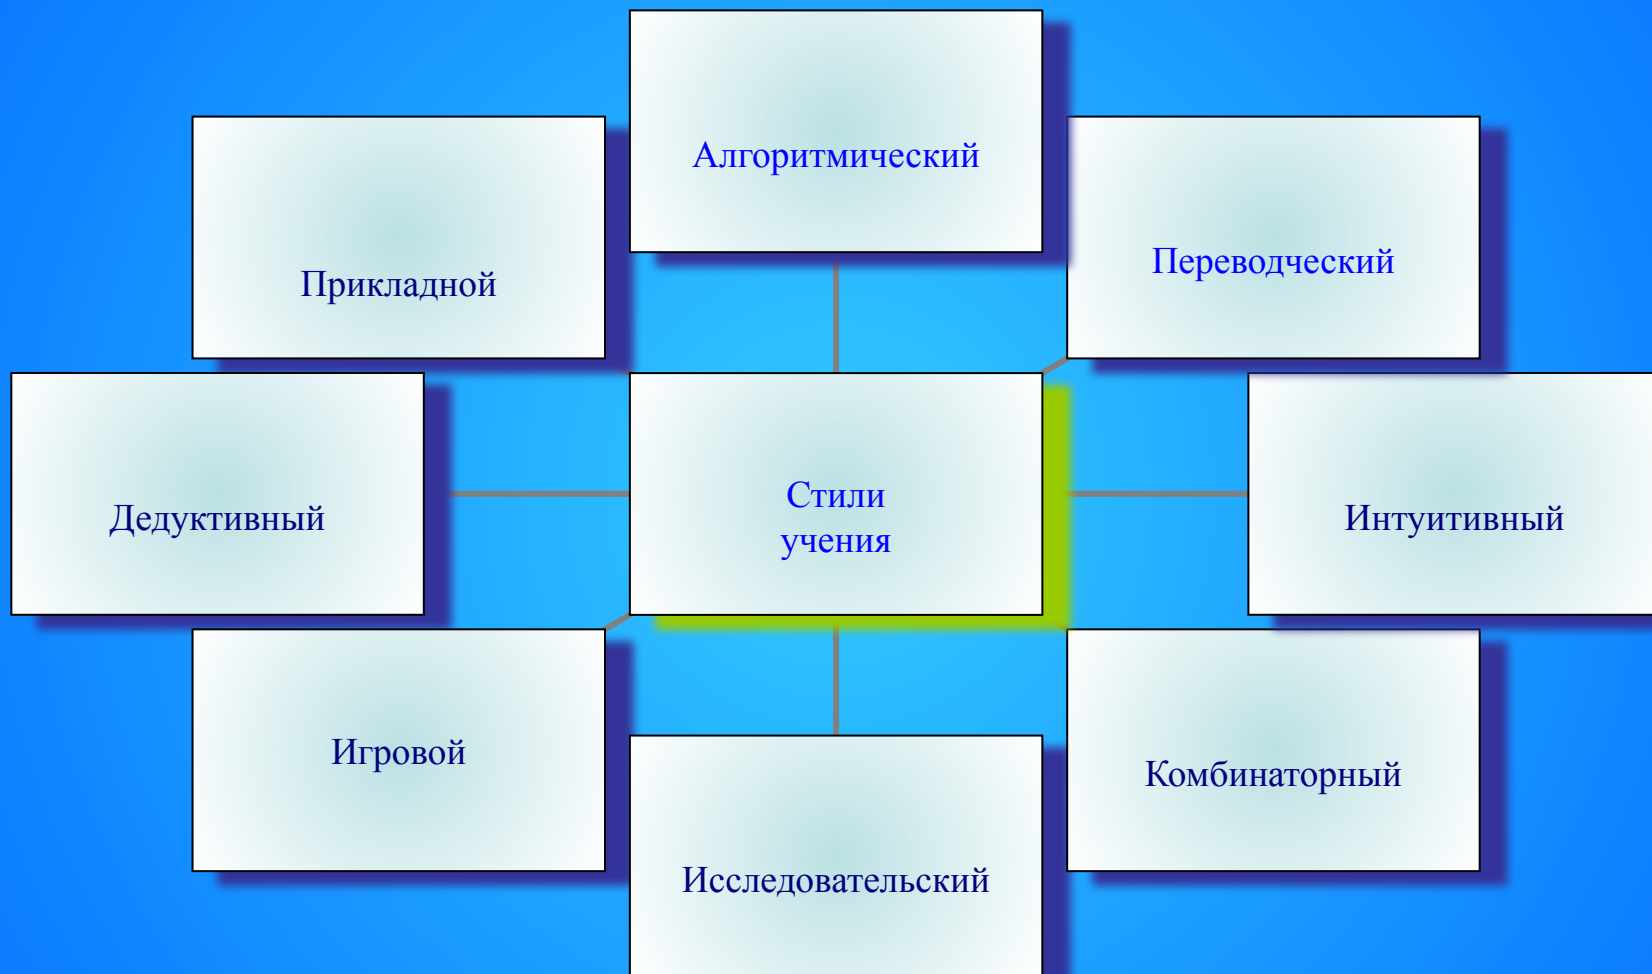 Алгоритмический
Переводческий
Прикладной
Стили
учения
Дедуктивный
Интуитивный
Игровой
Комбинаторный
Исследовательский